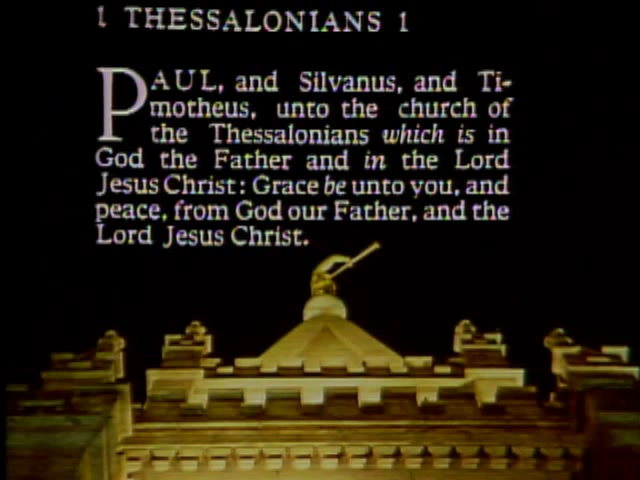 1 THESSALONIANS 1
PAUL, and Silvanus, and Ti-
motheus, unto the church of
the Thessalonians which is in
God the Father and in the Lord
Jesus Christ: Grace be unto you, and
peace, from God our Father, and the
Lord Jesus Christ.